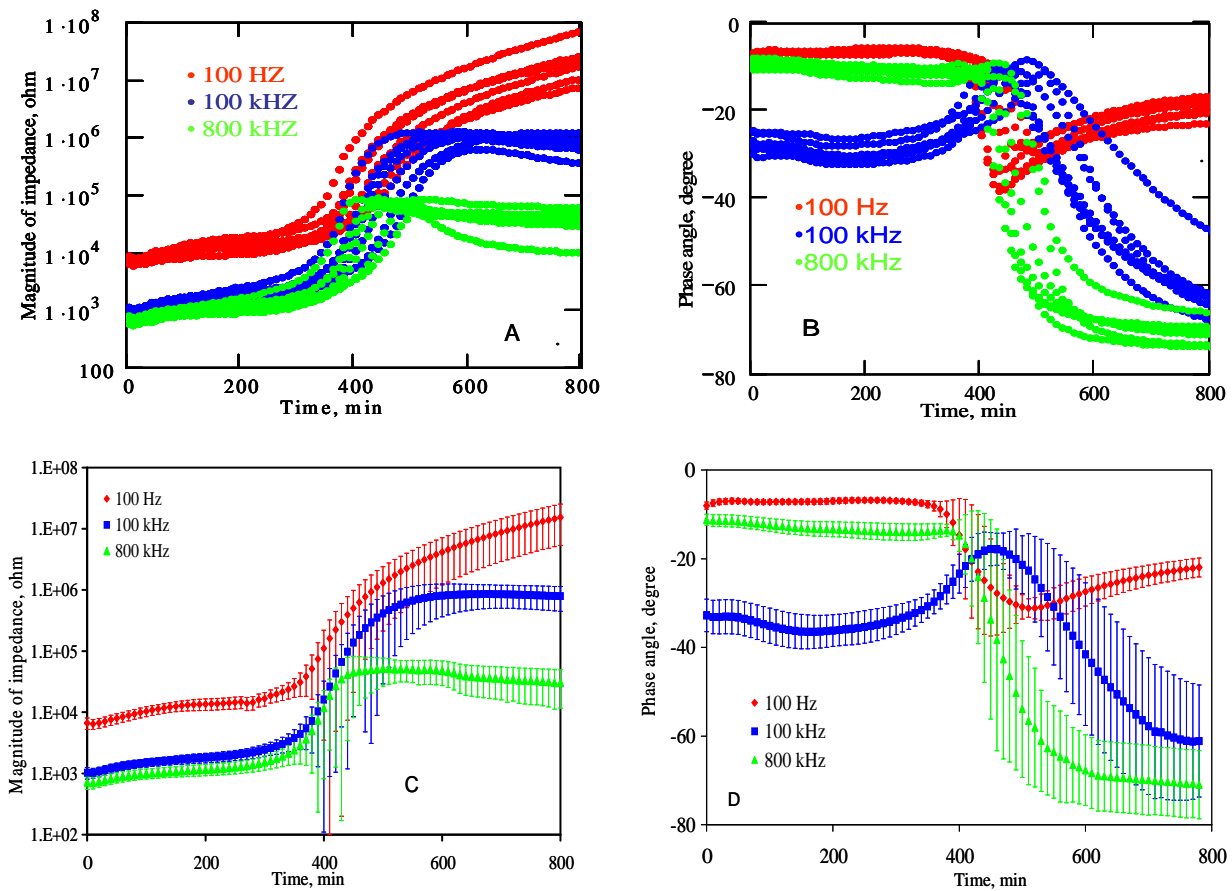 1·10⁸
1·10⁷
1·10⁶
1·10⁵
1·10⁴
1·10³
100
Magnitude of impedance, ohm
100 HZ
100 kHZ
800 kHZ
A
0 200 400 600 800
Time, min
0
−20
−40
−60
−80
Phase angle, degree
100 Hz
100 kHz
800 kHz
B
0 200 400 600 800
Time, min
1.E+08
1.E+07
1.E+06
1.E+05
1.E+04
1.E+03
1.E+02
Magnitude of impedance, ohm
100 Hz
100 kHz
800 kHz
C
0 200 400 600 800
Time, min
0
-20
-40
-60
-80
Phase angle, degree
100 Hz
100 kHz
800 kHz
D
0 200 400 600 800
Time, min